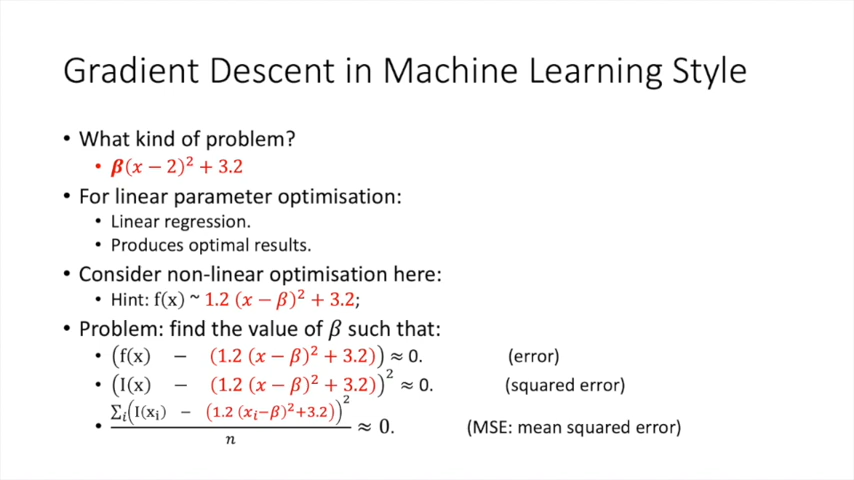 Gradient Descent in Machine Learning Style
• What kind of problem?
• β(x − 2)² + 3.2
• For linear parameter optimisation:
• Linear regression.
• Produces optimal results.
• Consider non-linear optimisation here:
• Hint: f(x) ~ 1.2 (x − β)² + 3.2;
• Problem: find the value of β such that:
• (f(x) − (1.2 (x − β)² + 3.2)) ≈ 0. (error)
• (I(x) − (1.2 (x − β)² + 3.2))² ≈ 0. (squared error)
• Σᵢ(I(xᵢ) − (1.2 (xᵢ−β)²+3.2))² / n ≈ 0. (MSE: mean squared error)